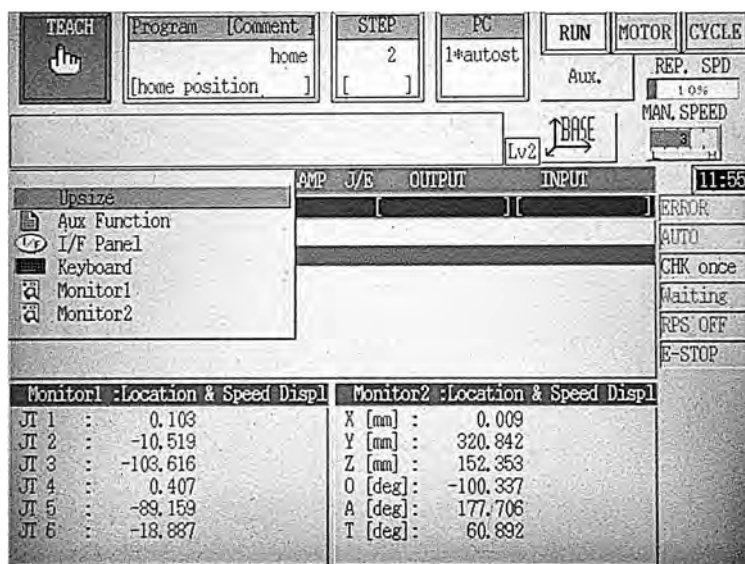 TEACH
Program [Comment ]
home
[home position ]
STEP
2
[ ]
PC
1*autost
RUN
MOTOR
CYCLE
Aux.
REP. SPD
10%
MAN. SPEED
3
H
Lv2
BASE
AMP J/E OUTPUT INPUT
11:55
[ ][ ]
Upsize
Aux Function
I/F I/F Panel
Keyboard
Monitor1
Monitor2
ERROR
AUTO
CHK once
Waiting
RPS OFF
E-STOP
Monitor1 :Location & Speed Displ
JT 1 : 0.103
JT 2 : -10.519
JT 3 : -103.616
JT 4 : 0.407
JT 5 : -89.159
JT 6 : -18.887
Monitor2 :Location & Speed Displ
X [mm] : 0.009
Y [mm] : 320.842
Z [mm] : 152.353
O [deg]: -100.337
A [deg]: 177.706
T [deg]: 60.892